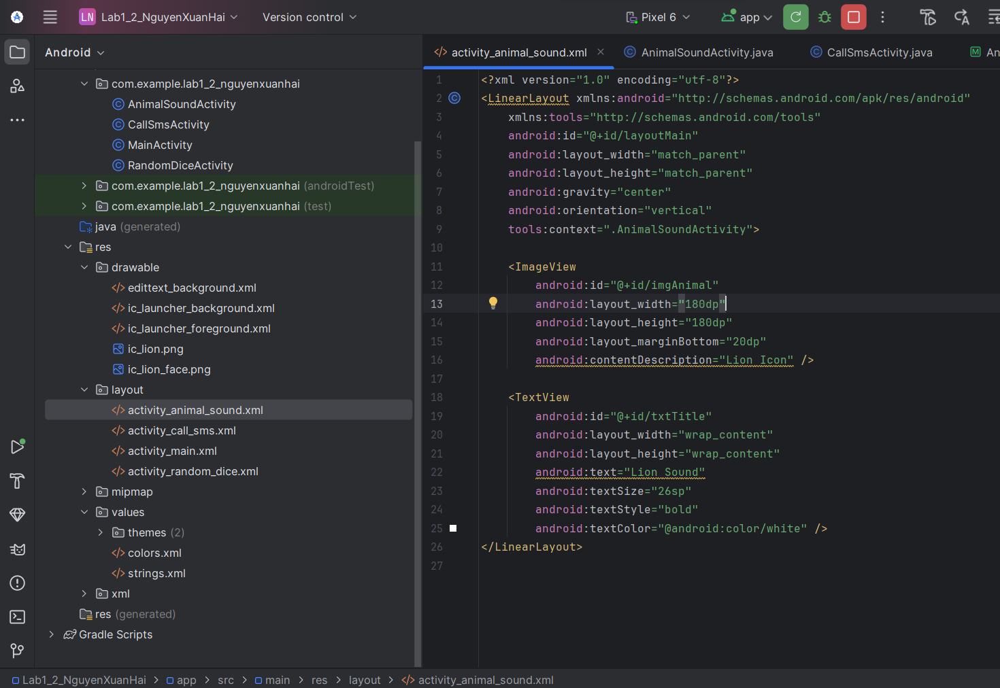 LN Lab1_2_NguyenXuanHai Version control Pixel 6 app
Android
com.example.lab1_2_nguyenxuanhai
AnimalSoundActivity
CallSmsActivity
MainActivity
RandomDiceActivity
com.example.lab1_2_nguyenxuanhai (androidTest)
com.example.lab1_2_nguyenxuanhai (test)
java (generated)
res
drawable
edittext_background.xml
ic_launcher_background.xml
ic_launcher_foreground.xml
ic_lion.png
ic_lion_face.png
layout
activity_animal_sound.xml
activity_call_sms.xml
activity_main.xml
activity_random_dice.xml
mipmap
values
themes (2)
colors.xml
strings.xml
xml
res (generated)
Gradle Scripts
activity_animal_sound.xml AnimalSoundActivity.java CallSmsActivity.java An
1 <?xml version="1.0" encoding="utf-8"?>
2 <LinearLayout xmlns:android="http://schemas.android.com/apk/res/android"
3 xmlns:tools="http://schemas.android.com/tools"
4 android:id="@+id/layoutMain"
5 android:layout_width="match_parent"
6 android:layout_height="match_parent"
7 android:gravity="center"
8 android:orientation="vertical"
9 tools:context=".AnimalSoundActivity">
10
11 <ImageView
12 android:id="@+id/imgAnimal"
13 android:layout_width="180dp"
14 android:layout_height="180dp"
15 android:layout_marginBottom="20dp"
16 android:contentDescription="Lion Icon" />
17
18 <TextView
19 android:id="@+id/txtTitle"
20 android:layout_width="wrap_content"
21 android:layout_height="wrap_content"
22 android:text="Lion Sound"
23 android:textSize="26sp"
24 android:textStyle="bold"
25 android:textColor="@android:color/white" />
26 </LinearLayout>
27
Lab1_2_NguyenXuanHai > app > src > main > res > layout > activity_animal_sound.xml